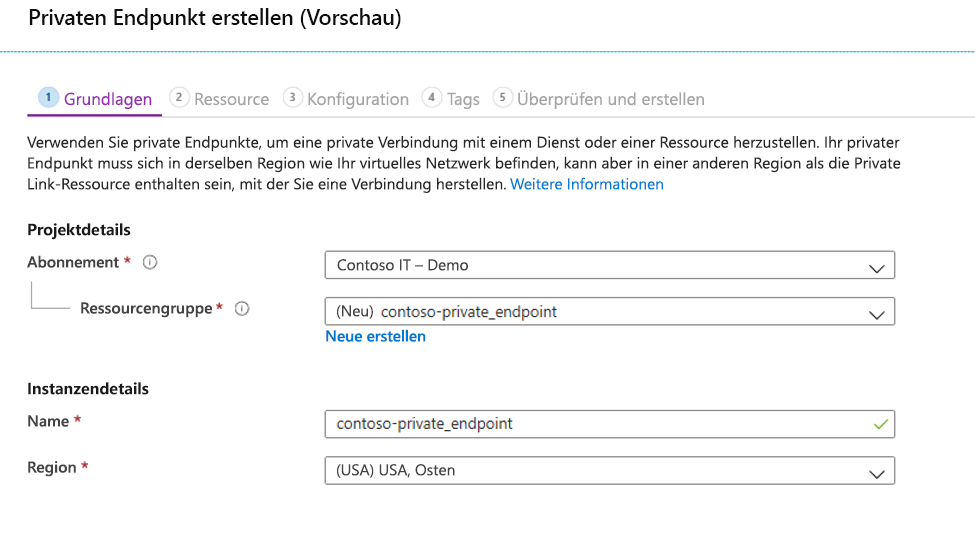 Privaten Endpunkt erstellen (Vorschau)
1 Grundlagen 2 Ressource 3 Konfiguration 4 Tags 5 Überprüfen und erstellen
Verwenden Sie private Endpunkte, um eine private Verbindung mit einem Dienst oder einer Ressource herzustellen. Ihr privater
Endpunkt muss sich in derselben Region wie Ihr virtuelles Netzwerk befinden, kann aber in einer anderen Region als die Private
Link-Ressource enthalten sein, mit der Sie eine Verbindung herstellen. Weitere Informationen
Projektdetails
Abonnement * Contoso IT – Demo
Ressourcengruppe * (Neu) contoso-private_endpoint
Neue erstellen
Instanzendetails
Name * contoso-private_endpoint
Region * (USA) USA, Osten